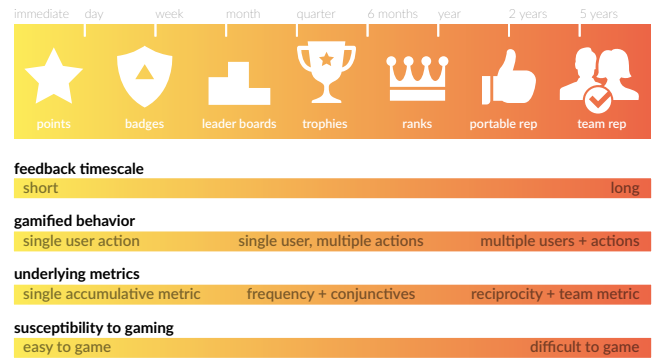 immediate day week month quarter 6 months year 2 years 5 years
points badges leader boards trophies ranks portable rep team rep
feedback timescale
short long
gamified behavior
single user action single user, multiple actions multiple users + actions
underlying metrics
single accumulative metric frequency + conjunctives reciprocity + team metric
susceptibility to gaming
easy to game difficult to game